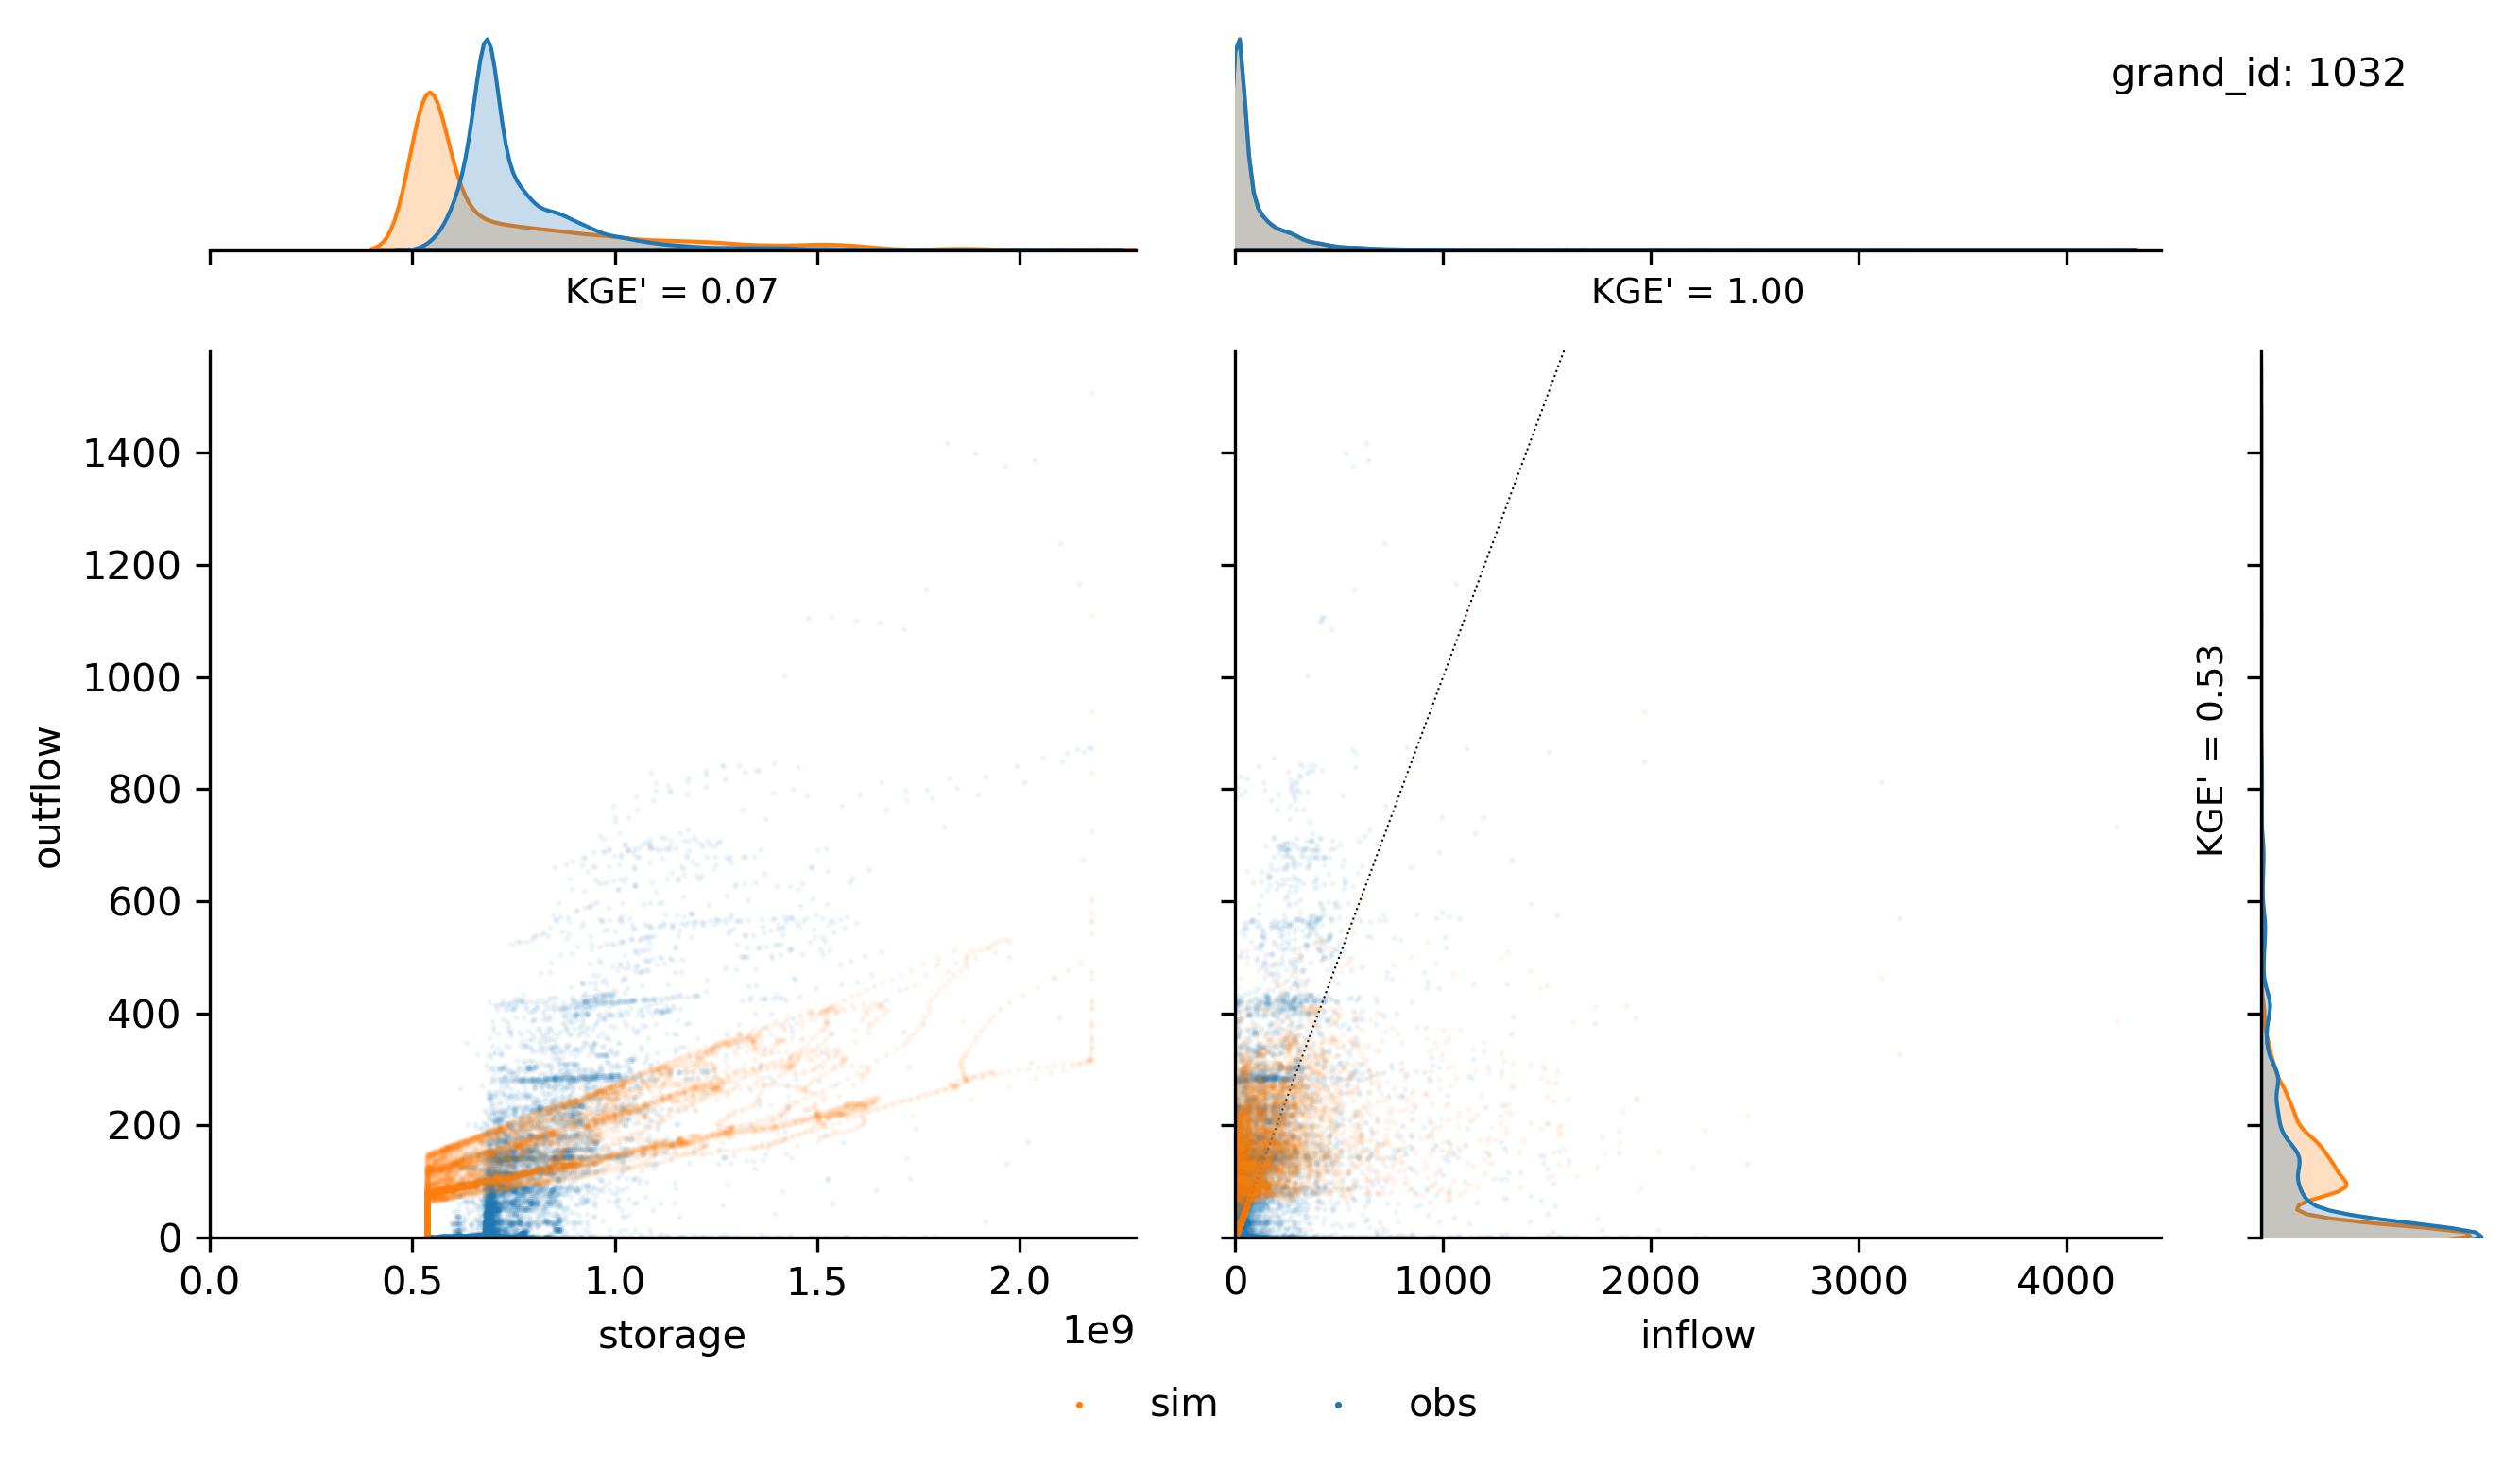 grand_id: 1032
KGE' = 0.07
KGE' = 1.00
1400
1200
1000
800
600
400
200
0
outflow
KGE' = 0.53
0.0 0.5 1.0 1.5 2.0
1e9
storage
0 1000 2000 3000 4000
inflow
sim obs